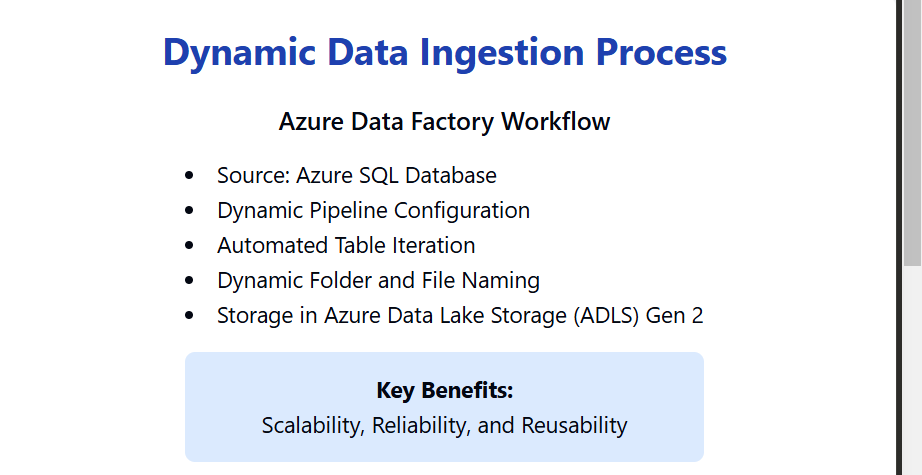 Dynamic Data Ingestion Process
Azure Data Factory Workflow
• Source: Azure SQL Database
• Dynamic Pipeline Configuration
• Automated Table Iteration
• Dynamic Folder and File Naming
• Storage in Azure Data Lake Storage (ADLS) Gen 2
Key Benefits:
Scalability, Reliability, and Reusability